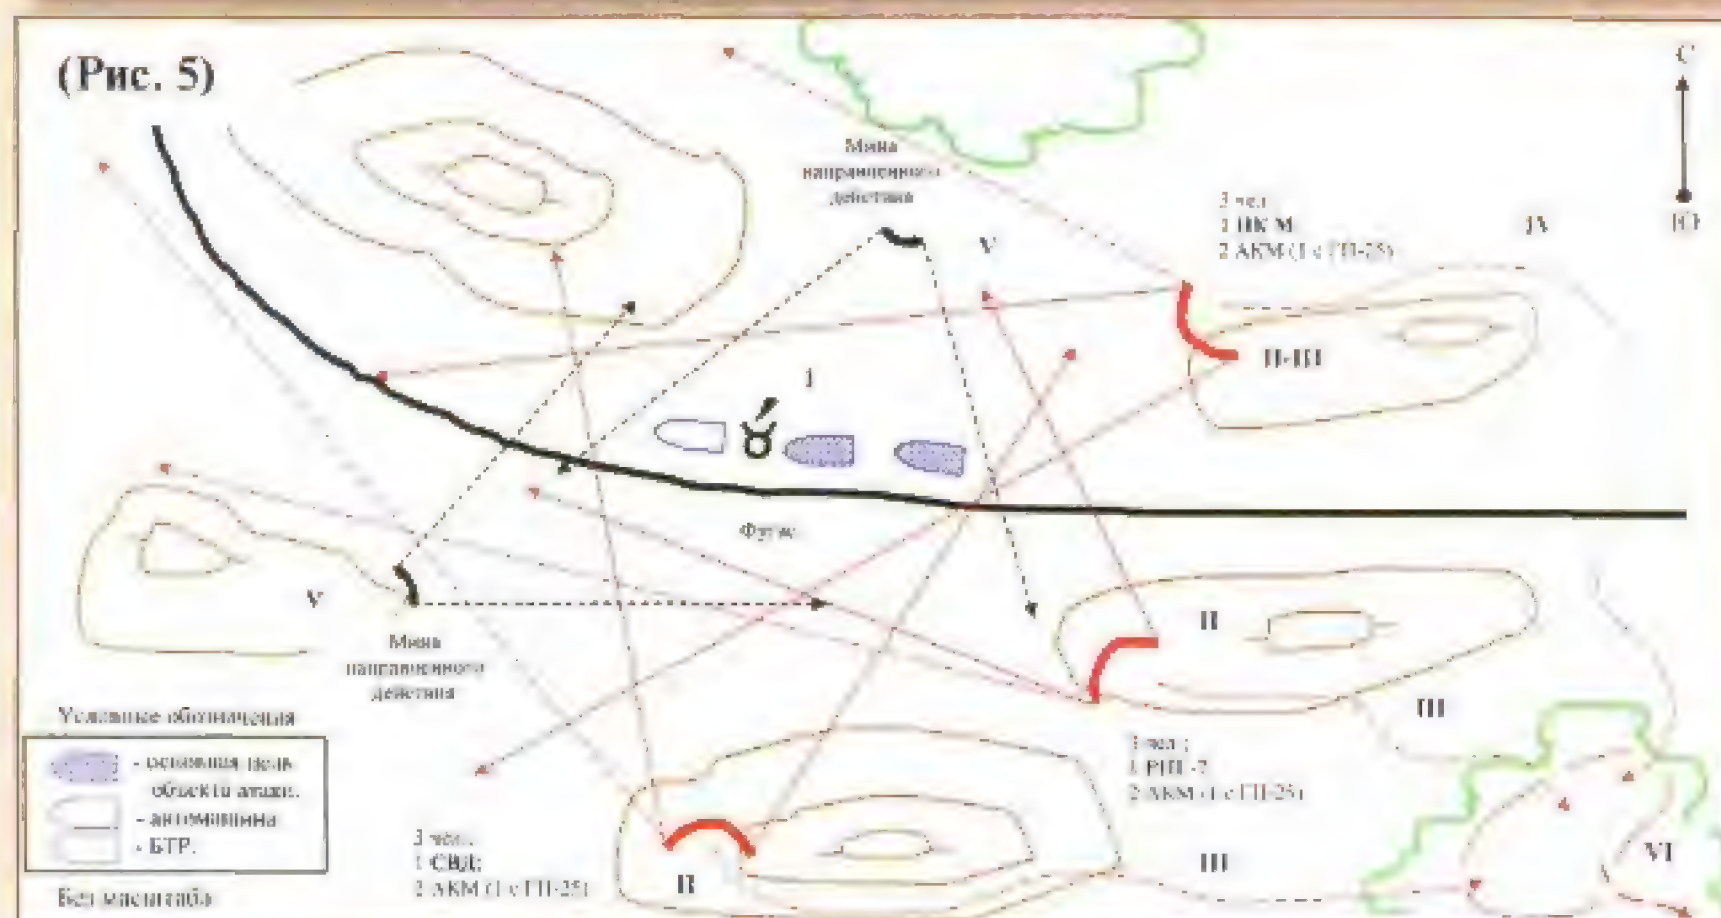 (Рис. 5)
С
Ю
Мина
направленного
действия
3 чел.
1 ПКМ
2 АКМ (1 с ГП-25)
IV
V
II-III
I
Фугас
V
Мина
направленного
действия
II
III
3 чел.:
1 РПГ-7
2 АКМ (1 с ГП-25)
3 чел.:
1 СВД;
2 АКМ (1 с ГП-25)
II
III
VI
Условные обозначения
- основная цель
объекта атаки.
- автомашина
- БТР.
Без масштаба